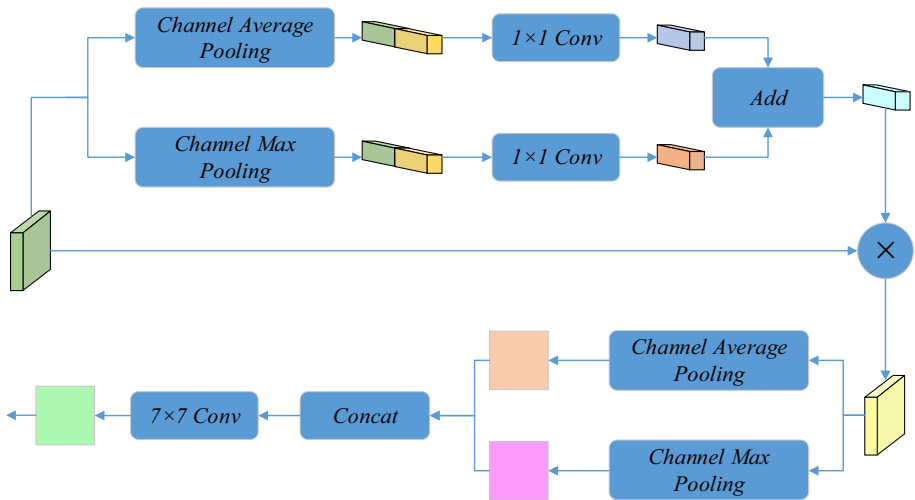 Channel Average
Pooling
1×1 Conv
Channel Max
Pooling
1×1 Conv
Add
×
Channel Average
Pooling
Channel Max
Pooling
Concat
7×7 Conv